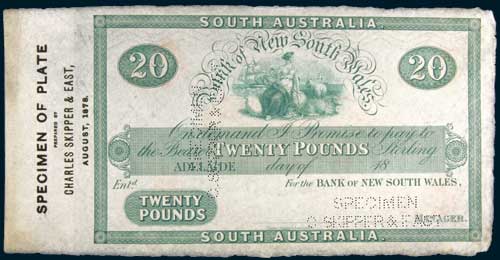 SPECIMEN OF PLATE
PREPARED BY
CHARLES SKIPPER & EAST,
AUGUST, 1878.
SOUTH AUSTRALIA.
20
Bank of New South Wales.
20
On demand I Promise to pay to
the Bearer TWENTY POUNDS Sterling
ADELAIDE day of 18
Entd. For the BANK OF NEW SOUTH WALES,
TWENTY
POUNDS
SPECIMEN
C. SKIPPER & EAST
MANAGER.
SOUTH AUSTRALIA.